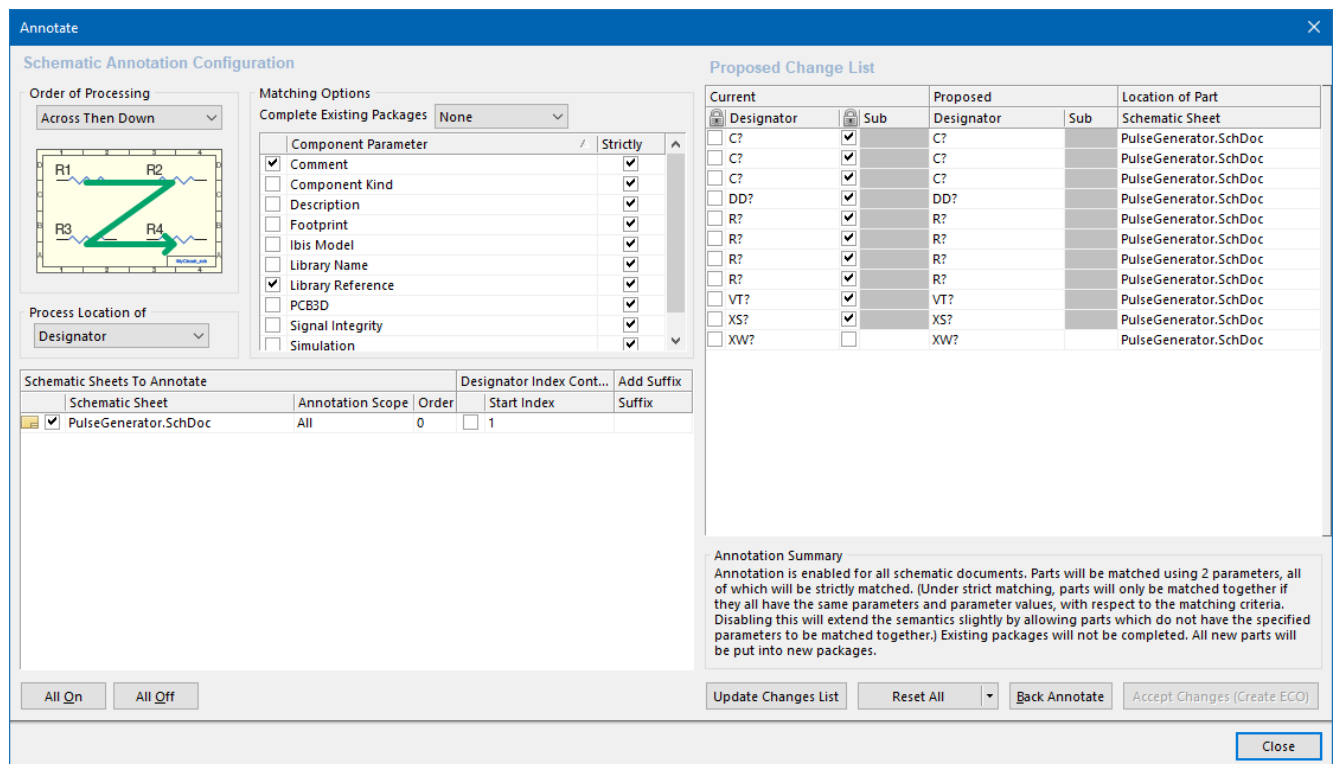 Annotate
Schematic Annotation Configuration
Order of Processing
Across Then Down
R1
R2
R3
R4
Process Location of
Designator
Matching Options
Complete Existing Packages None
Component Parameter Strictly
Comment
Component Kind
Description
Footprint
Ibis Model
Library Name
Library Reference
PCB3D
Signal Integrity
Simulation
Schematic Sheets To Annotate Designator Index Cont... Add Suffix
Schematic Sheet Annotation Scope Order Start Index Suffix
PulseGenerator.SchDoc All 0 1
All On All Off
Proposed Change List
Current Proposed Location of Part
Designator Sub Designator Sub Schematic Sheet
C? C? PulseGenerator.SchDoc
C? C? PulseGenerator.SchDoc
C? C? PulseGenerator.SchDoc
DD? DD? PulseGenerator.SchDoc
R? R? PulseGenerator.SchDoc
R? R? PulseGenerator.SchDoc
R? R? PulseGenerator.SchDoc
R? R? PulseGenerator.SchDoc
VT? VT? PulseGenerator.SchDoc
XS? XS? PulseGenerator.SchDoc
XW? XW? PulseGenerator.SchDoc
Annotation Summary
Annotation is enabled for all schematic documents. Parts will be matched using 2 parameters, all
of which will be strictly matched. (Under strict matching, parts will only be matched together if
they all have the same parameters and parameter values, with respect to the matching criteria.
Disabling this will extend the semantics slightly by allowing parts which do not have the specified
parameters to be matched together.) Existing packages will not be completed. All new parts will
be put into new packages.
Update Changes List Reset All Back Annotate Accept Changes (Create ECO)
Close